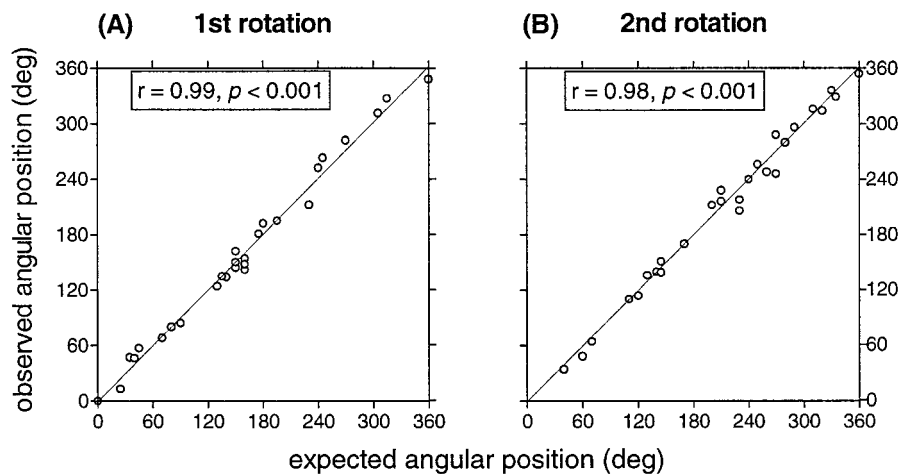 (A) 1st rotation
(B) 2nd rotation
observed angular position (deg)
360
300
240
180
120
60
0
r = 0.99, p < 0.001
0 60 120 180 240 300 360
r = 0.98, p < 0.001
360
300
240
180
120
60
0
0 60 120 180 240 300 360
expected angular position (deg)